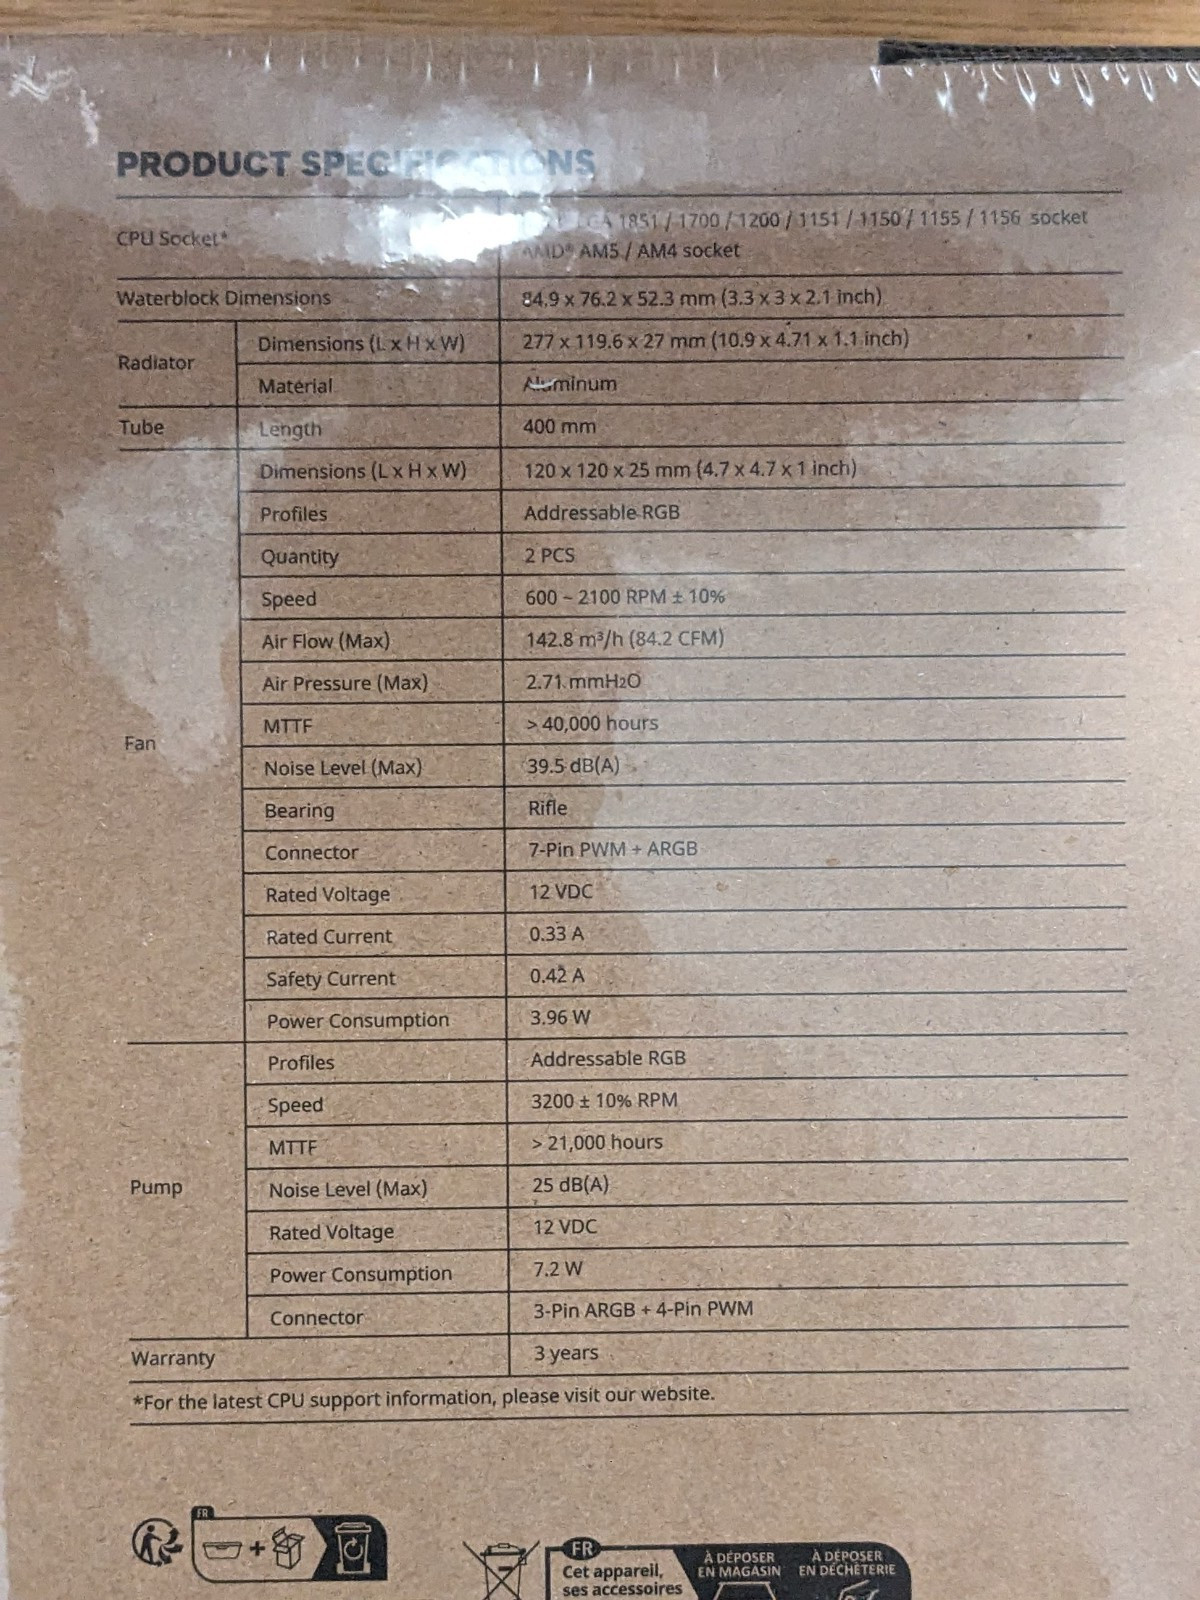 PRODUCT SPECIFICATIONS
CPU Socket*
LGA 1851 / 1700 / 1200 / 1151 / 1150 / 1155 / 1156 socket
AMD® AM5 / AM4 socket
Waterblock Dimensions 84.9 x 76.2 x 52.3 mm (3.3 x 3 x 2.1 inch)
Radiator
Dimensions (L x H x W) 277 x 119.6 x 27 mm (10.9 x 4.71 x 1.1 inch)
Material Aluminum
Tube Length 400 mm
Fan
Dimensions (L x H x W) 120 x 120 x 25 mm (4.7 x 4.7 x 1 inch)
Profiles Addressable RGB
Quantity 2 PCS
Speed 600 ~ 2100 RPM ± 10%
Air Flow (Max) 142.8 m³/h (84.2 CFM)
Air Pressure (Max) 2.71 mmH2O
MTTF > 40,000 hours
Noise Level (Max) 39.5 dB(A)
Bearing Rifle
Connector 7-Pin PWM + ARGB
Rated Voltage 12 VDC
Rated Current 0.33 A
Safety Current 0.42 A
Power Consumption 3.96 W
Pump
Profiles Addressable RGB
Speed 3200 ± 10% RPM
MTTF > 21,000 hours
Noise Level (Max) 25 dB(A)
Rated Voltage 12 VDC
Power Consumption 7.2 W
Connector 3-Pin ARGB + 4-Pin PWM
Warranty 3 years
*For the latest CPU support information, please visit our website.
FR
+
FR
Cet appareil,
ses accessoires
À DÉPOSER
EN MAGASIN
À DÉPOSER
EN DÉCHÈTERIE